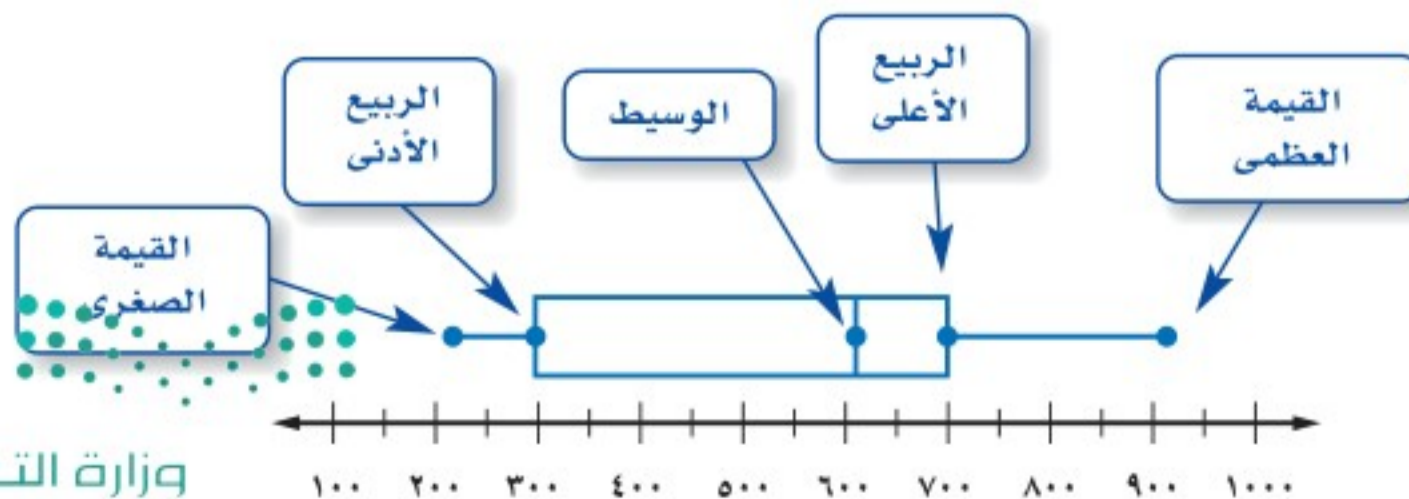 القيمة
العظمى
الربيع
الأعلى
الوسيط
الربيع
الأدنى
القيمة
الصغرى
١٠٠ ٢٠٠ ٣٠٠ ٤٠٠ ٥٠٠ ٦٠٠ ٧٠٠ ٨٠٠ ٩٠٠ ١٠٠٠
وزارة